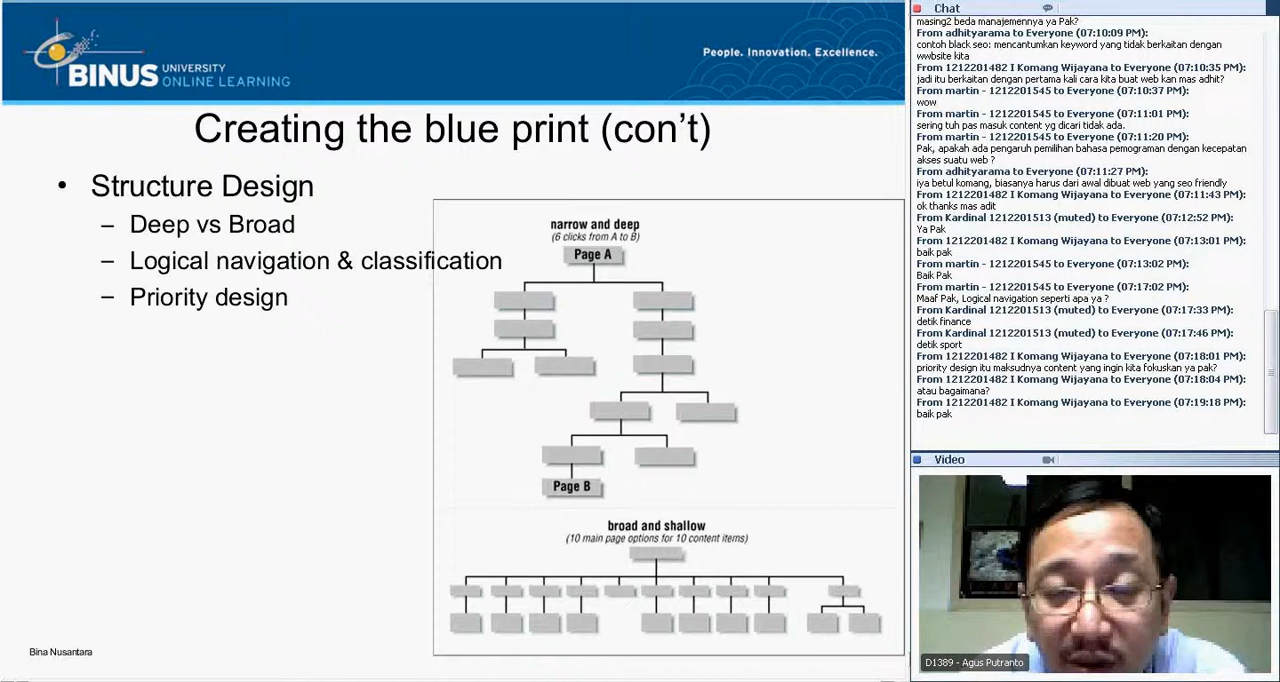 BINUS UNIVERSITY
ONLINE LEARNING
People. Innovation. Excellence.
Creating the blue print (con’t)
• Structure Design
– Deep vs Broad
– Logical navigation & classification
– Priority design
narrow and deep
(6 clicks from A to B)
Page A
Page B
broad and shallow
(10 main page options for 10 content items)
Bina Nusantara
Chat
masing2 beda manajemennya ya Pak?
From adhityarama to Everyone (07:10:09 PM):
contoh black seo: mencantumkan keyword yang tidak berkaitan dengan
wwbsite kita
From 1212201482 I Komang Wijayana to Everyone (07:10:35 PM):
jadi itu berkaitan dengan pertama kali cara kita buat web kan mas adhit?
From martin - 1212201545 to Everyone (07:10:37 PM):
wow
From martin - 1212201545 to Everyone (07:11:01 PM):
sering tuh pas masuk content yg dicari tidak ada.
From martin - 1212201545 to Everyone (07:11:20 PM):
Pak, apakah ada pengaruh pemilihan bahasa pemograman dengan kecepatan
akses suatu web ?
From adhityarama to Everyone (07:11:27 PM):
iya betul komang, biasanya harus dari awal dibuat web yang seo friendly
From 1212201482 I Komang Wijayana to Everyone (07:11:43 PM):
ok thanks mas adit
From Kardinal 1212201513 (muted) to Everyone (07:12:52 PM):
Ya Pak
From 1212201482 I Komang Wijayana to Everyone (07:13:01 PM):
baik pak
From martin - 1212201545 to Everyone (07:13:02 PM):
Baik Pak
From martin - 1212201545 to Everyone (07:17:02 PM):
Maaf Pak, Logical navigation seperti apa ya ?
From Kardinal 1212201513 (muted) to Everyone (07:17:33 PM):
detik finance
From Kardinal 1212201513 (muted) to Everyone (07:17:46 PM):
detik sport
From 1212201482 I Komang Wijayana to Everyone (07:18:01 PM):
priority design itu maksudnya content yang ingin kita fokuskan ya pak?
From 1212201482 I Komang Wijayana to Everyone (07:18:04 PM):
atau bagaimana?
From 1212201482 I Komang Wijayana to Everyone (07:19:18 PM):
baik pak
Video
D1389 - Agus Putranto